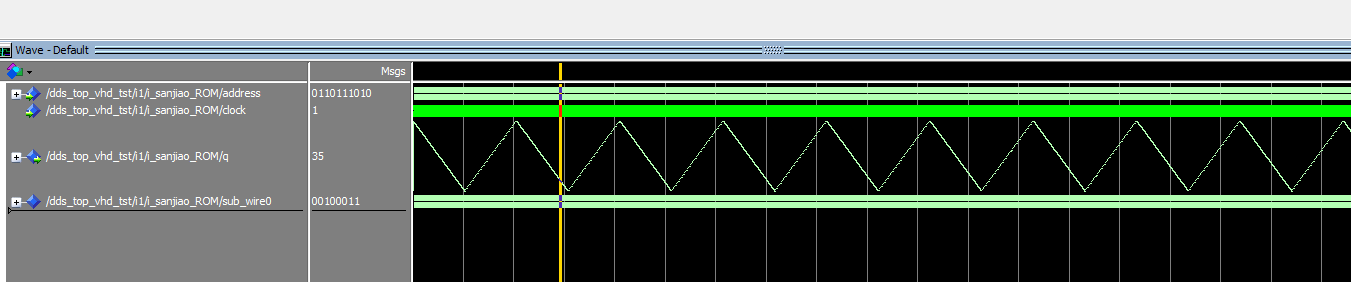 Wave - Default
Msgs
/dds_top_vhd_tst/i1/i_sanjiao_ROM/address 0110111010
/dds_top_vhd_tst/i1/i_sanjiao_ROM/clock 1
/dds_top_vhd_tst/i1/i_sanjiao_ROM/q 35
/dds_top_vhd_tst/i1/i_sanjiao_ROM/sub_wire0 00100011